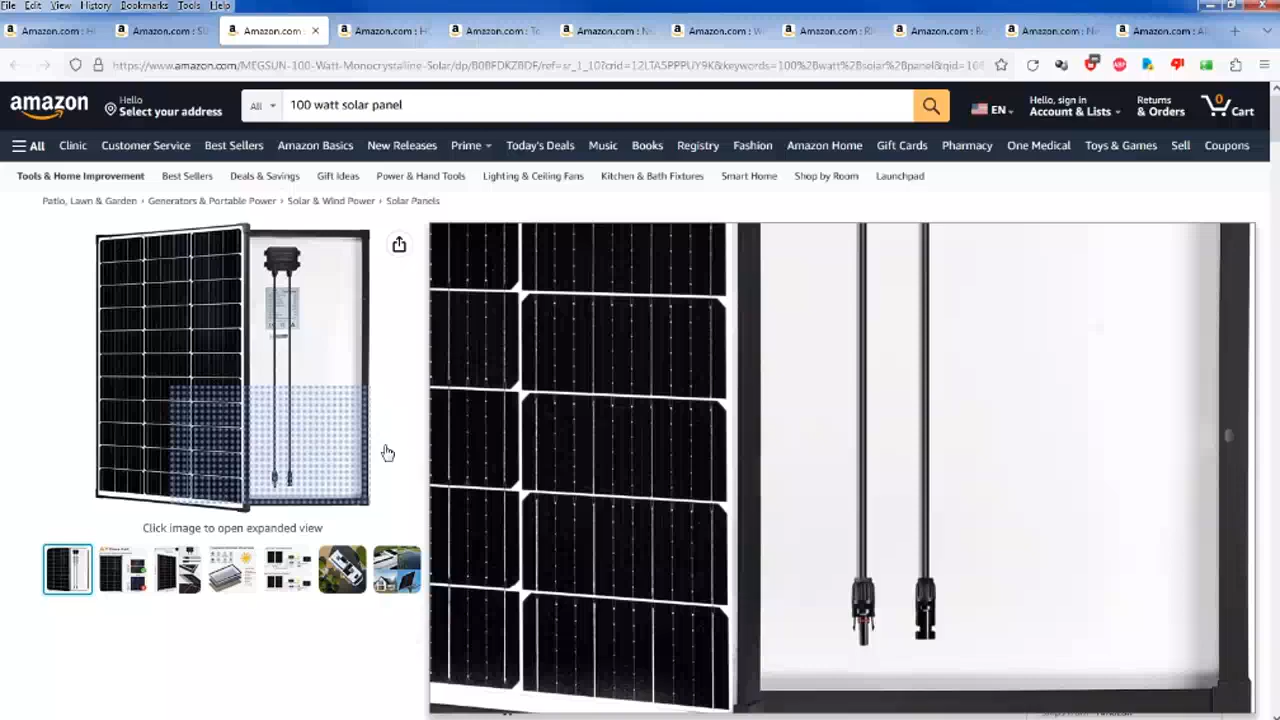 File Edit View History Bookmarks Tools Help
Amazon.com : Amazon.com : Amazon.com : Amazon.com : Amazon.com : Amazon.com : Amazon.com : Amazon.com : Amazon.com : Amazon.com : Amazon.com :
amazon
Hello
Select your address
All
100 watt solar panel
EN
Hello, sign in
Account & Lists
Returns
& Orders
0
Cart
All Clinic Customer Service Best Sellers Amazon Basics New Releases Prime Today's Deals Music Books Registry Fashion Amazon Home Gift Cards Pharmacy One Medical Toys & Games Sell Coupons
Tools & Home Improvement Best Sellers Deals & Savings Gift Ideas Power & Hand Tools Lighting & Ceiling Fans Kitchen & Bath Fixtures Smart Home Shop by Room Launchpad
Patio, Lawn & Garden › Generators & Portable Power › Solar & Wind Power › Solar Panels
Click image to open expanded view